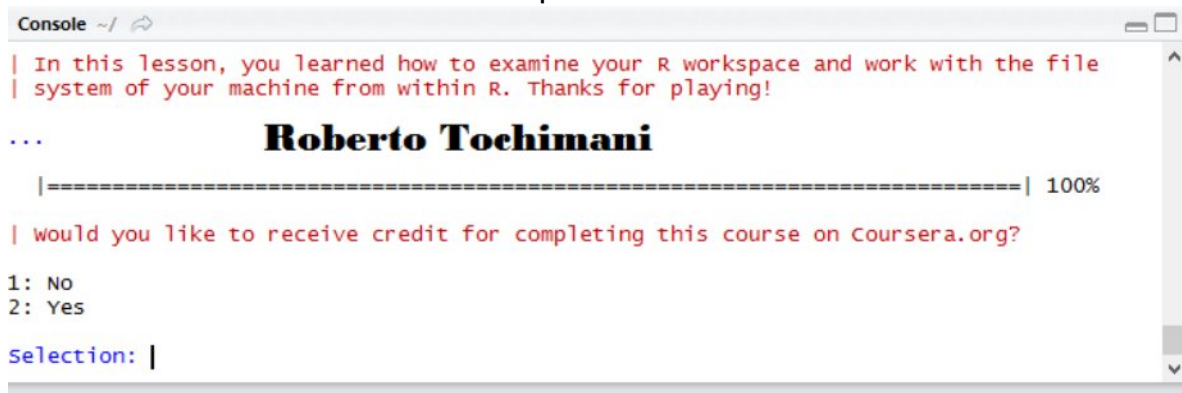 Console ~/
| In this lesson, you learned how to examine your R workspace and work with the file
| system of your machine from within R. Thanks for playing!
... Roberto Tochimani
|===========================================================================| 100%
| Would you like to receive credit for completing this course on Coursera.org?
1: No
2: Yes
Selection: